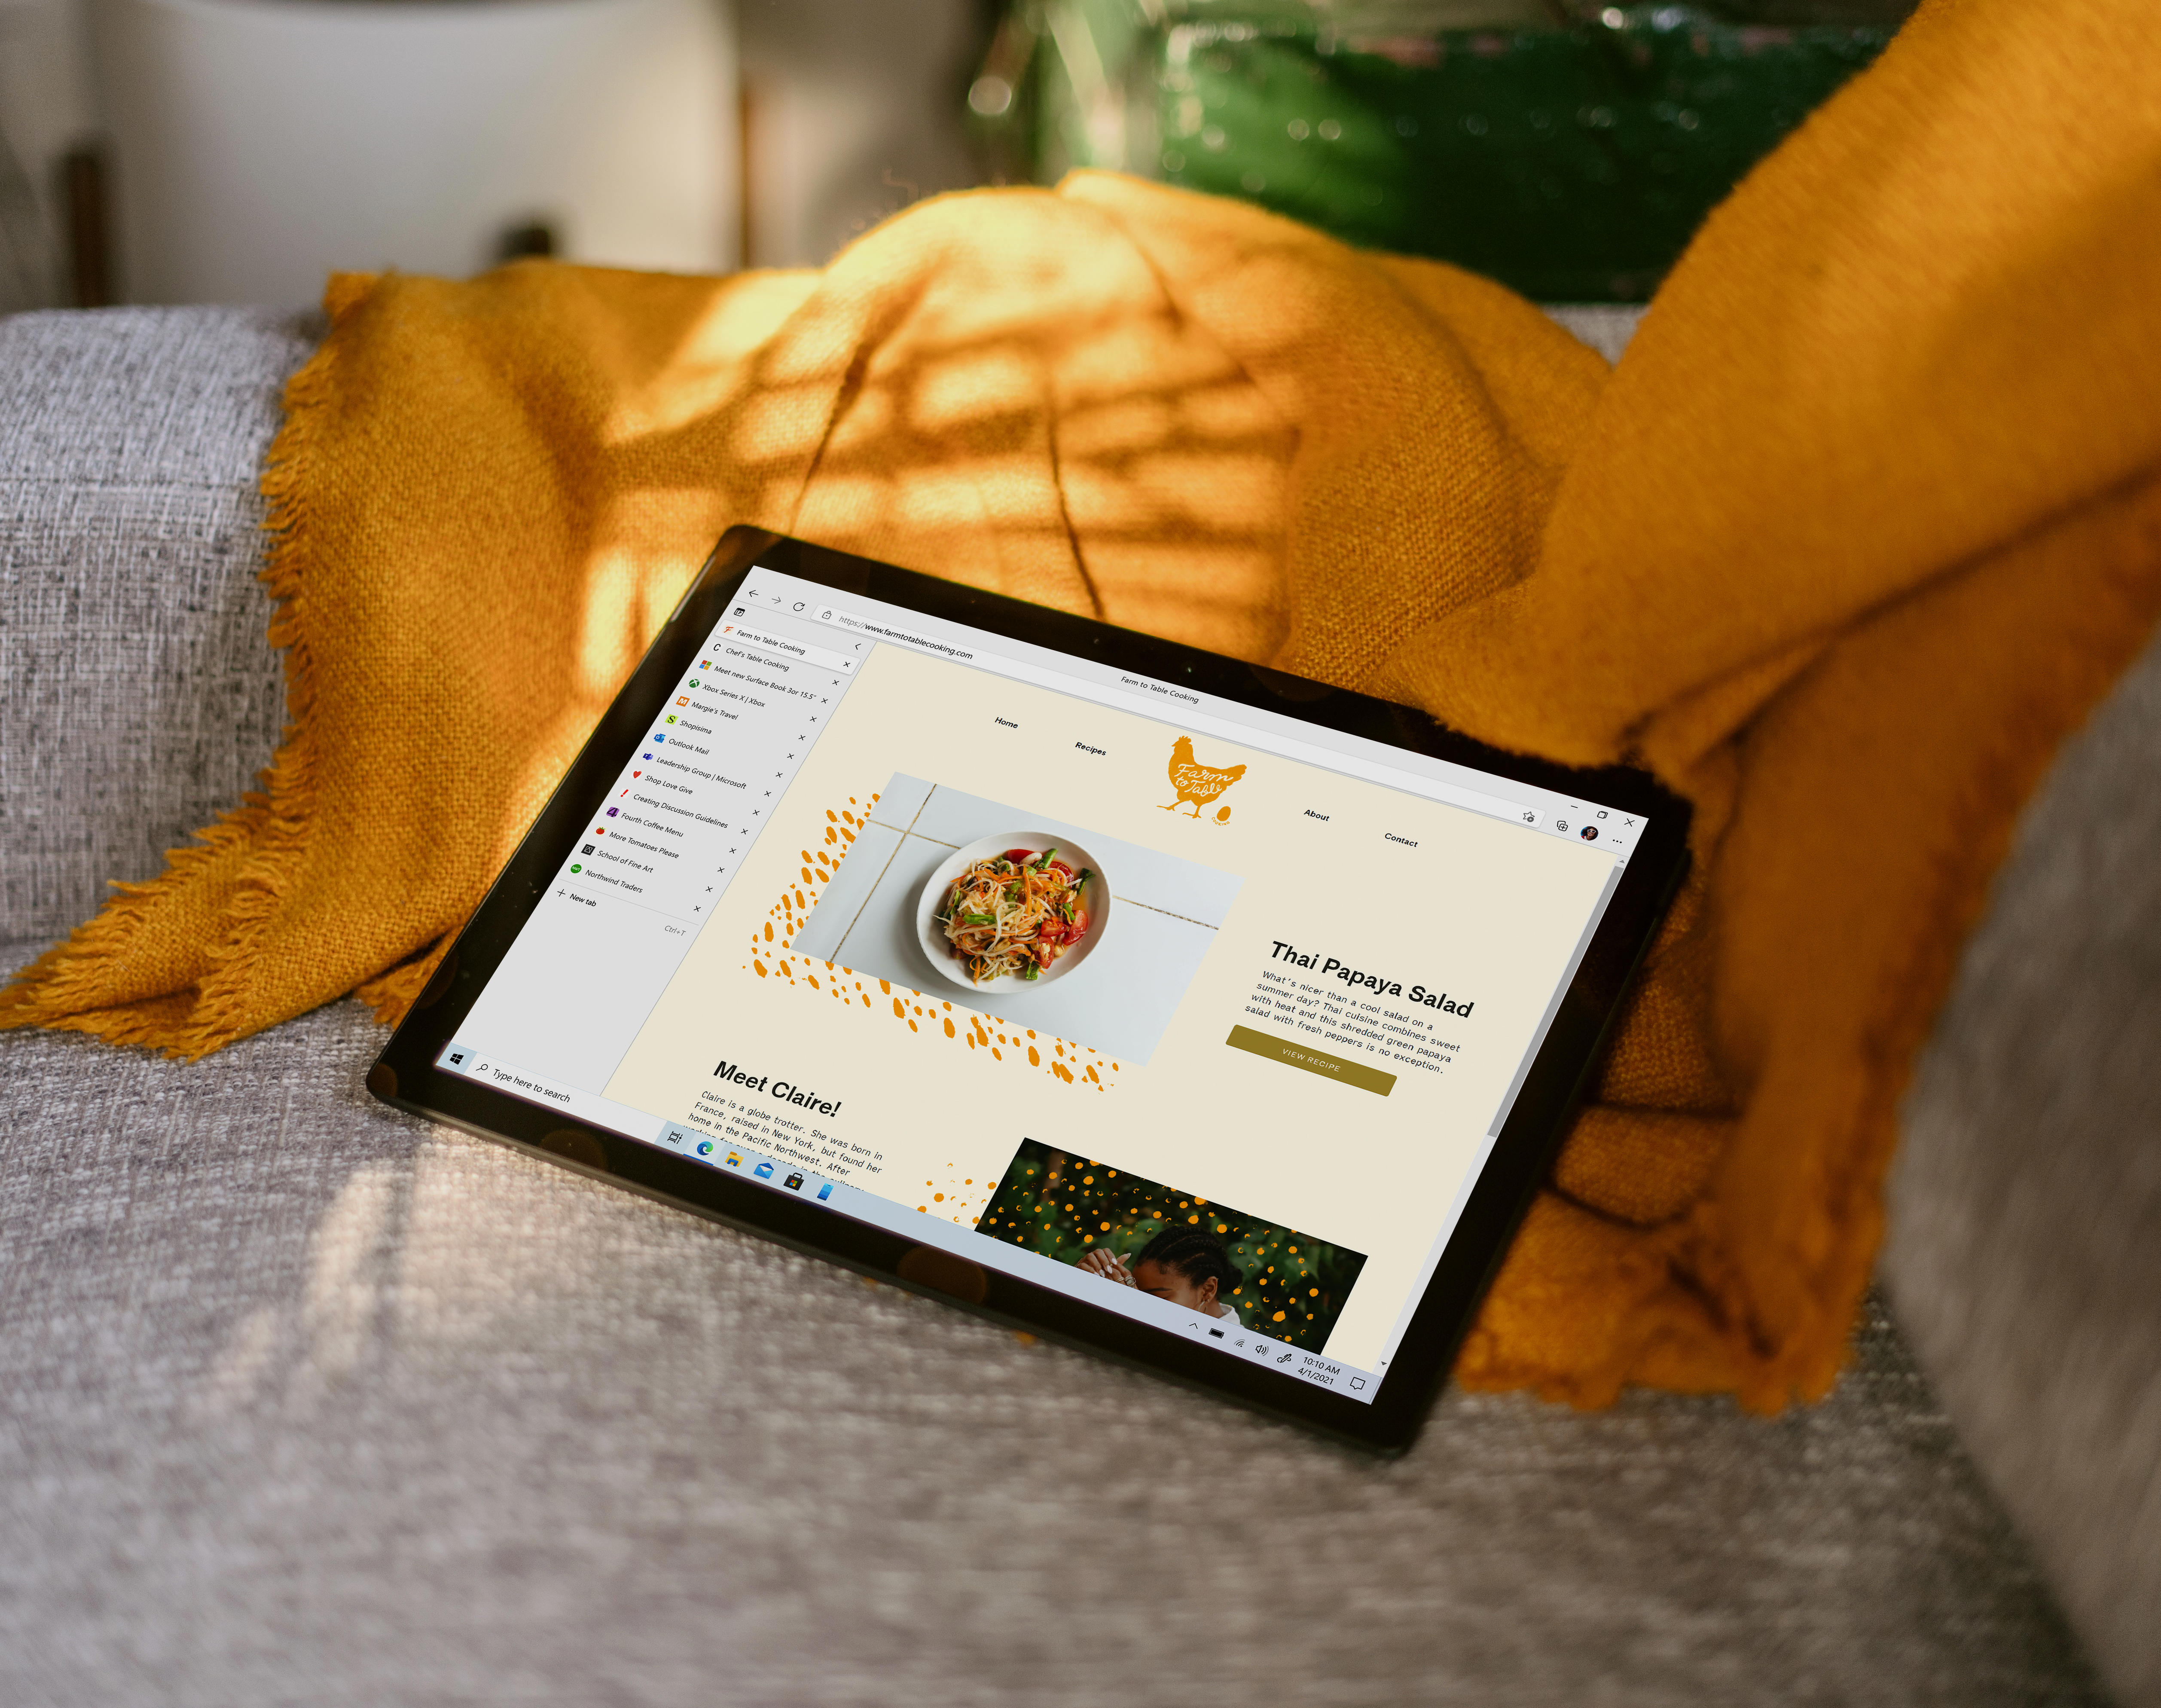 https://www.farmtotablecooking.com
Farm to Table Cooking
Farm to Table Cooking
Chef's Table Cooking
Meet new Surface Book 3or 15.5"
Xbox Series X | Xbox
Margie's Travel
Shopisima
Outlook Mail
Leadership Group | Microsoft
Shop Love Give
Creating Discussion Guidelines
Fourth Coffee Menu
More Tomatoes Please
School of Fine Art
Northwind Traders
New tab
Ctrl+T
Home
Recipes
Farm
to Table
About
Contact
Thai Papaya Salad
What's nicer than a cool salad on a
summer day? Thai cuisine combines sweet
with heat and this shredded green papaya
salad with fresh peppers is no exception.
VIEW RECIPE
Meet Claire!
Claire is a globe trotter. She was born in
France, raised in New York, but found her
home in the Pacific Northwest. After
Type here to search
10:10 AM
4/1/2021